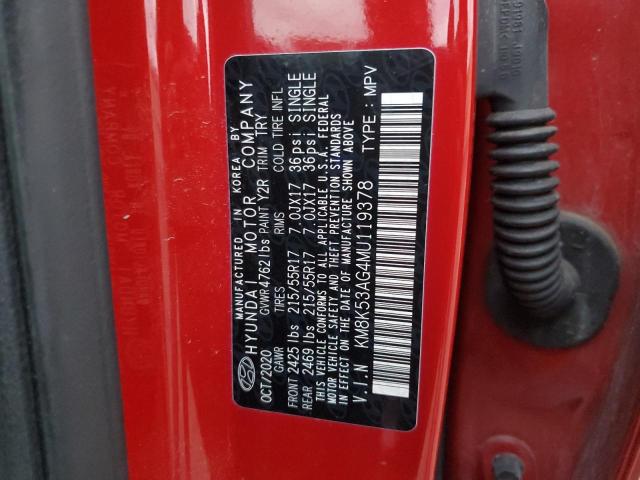 MANUFACTURED IN KOREA BY
HYUNDAI MOTOR COMPANY
OCT/2020 GVWR 4762 lbs PAINT Y2R TRIM TRY
GAWR TIRES RIMS COLD TIRE INFL
FRONT 2425 lbs 215/55R17 7.0JX17 36psi SINGLE
REAR 2469 lbs 215/55R17 7.0JX17 36psi SINGLE
THIS VEHICLE CONFORMS TO ALL APPLICABLE U.S.A. FEDERAL
MOTOR VEHICLE SAFETY AND THEFT PREVENTION STANDARDS
IN EFFECT ON THE DATE OF MANUFACTURE SHOWN ABOVE.
V.I.N KM8K53AG4MU119378 TYPE : MPV